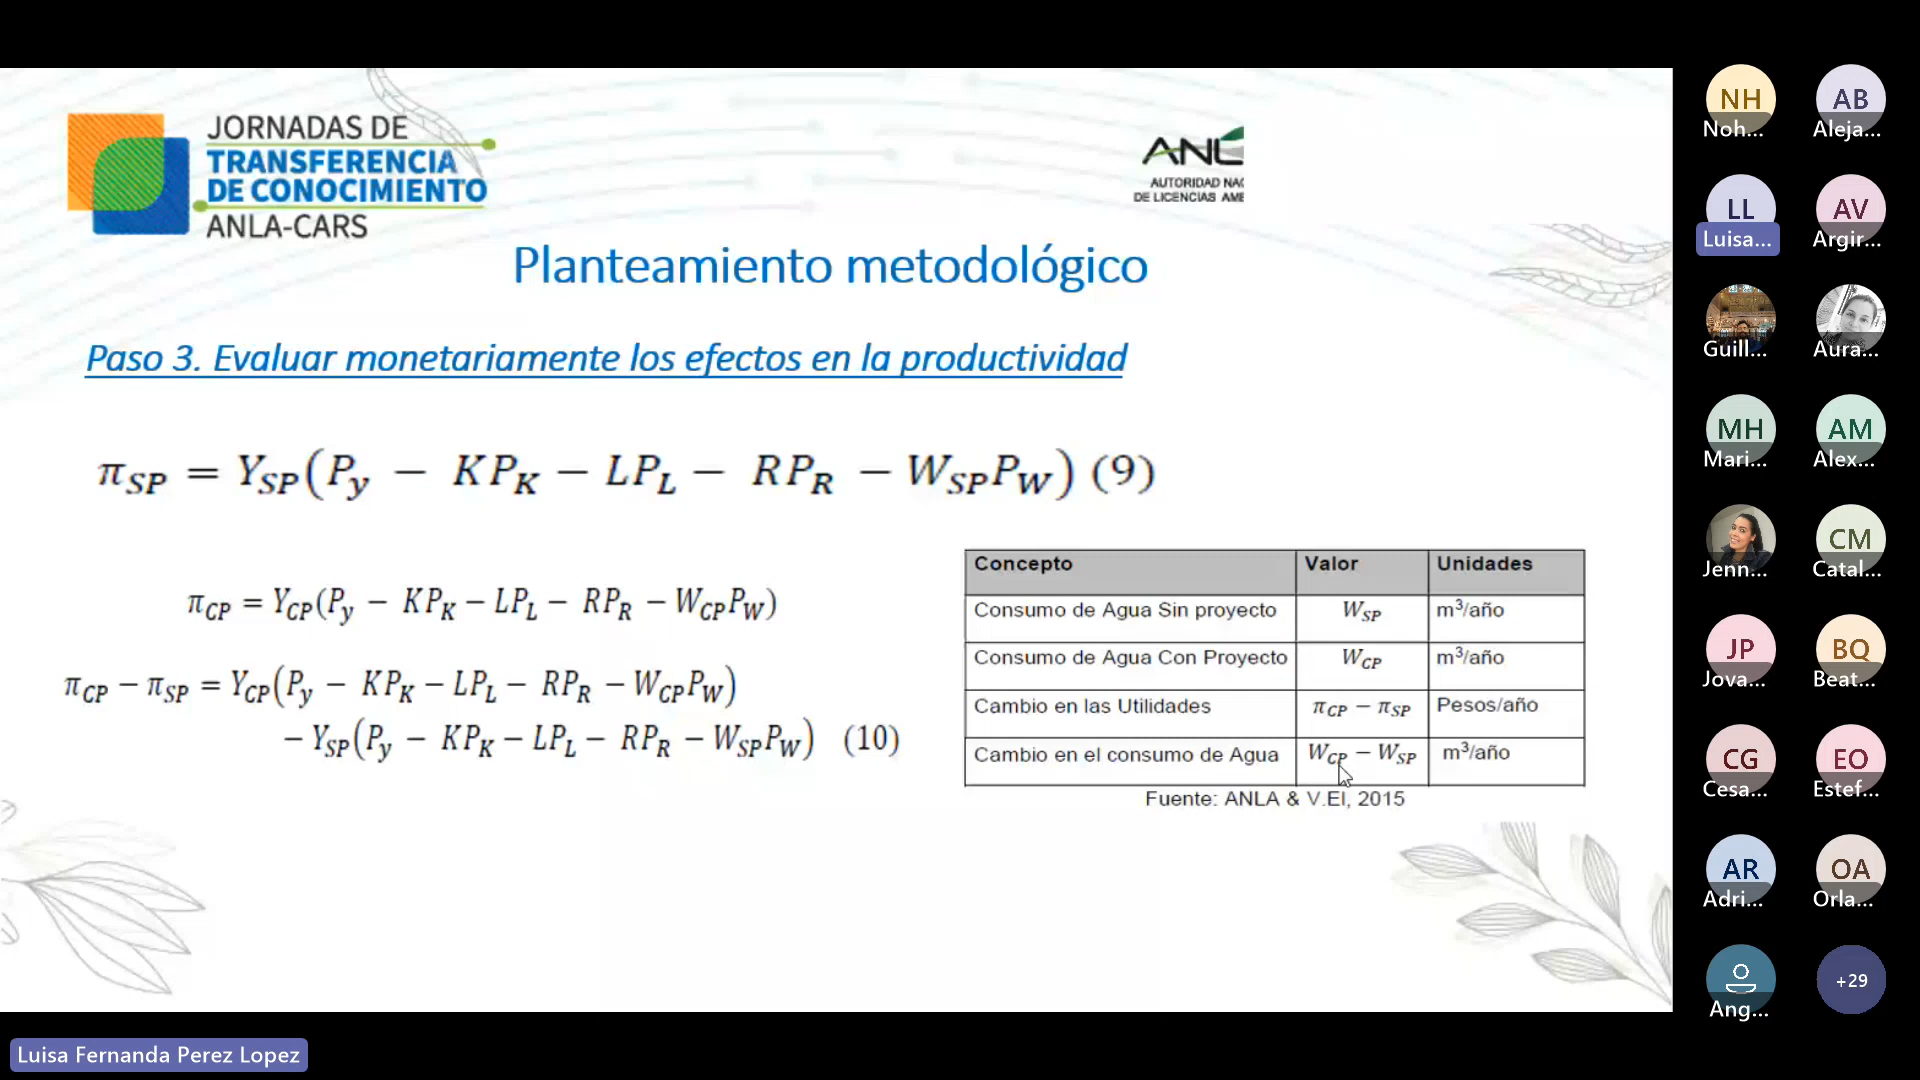 JORNADAS DE
TRANSFERENCIA
DE CONOCIMIENTO
ANLA-CARS
ANL
AUTORIDAD NAC
DE LICENCIAS AME
Planteamiento metodológico
Paso 3. Evaluar monetariamente los efectos en la productividad
π_SP = Y_SP(P_y − KP_K − LP_L − RP_R − W_SP P_W) (9)
π_CP = Y_CP(P_y − KP_K − LP_L − RP_R − W_CP P_W)
π_CP − π_SP = Y_CP(P_y − KP_K − LP_L − RP_R − W_CP P_W)
− Y_SP(P_y − KP_K − LP_L − RP_R − W_SP P_W) (10)
Concepto Valor Unidades
Consumo de Agua Sin proyecto W_SP m³/año
Consumo de Agua Con Proyecto W_CP m³/año
Cambio en las Utilidades π_CP − π_SP Pesos/año
Cambio en el consumo de Agua W_CP − W_SP m³/año
Fuente: ANLA & V.EI, 2015
NH AB
Noh... Aleja...
LL AV
Luisa... Argir...
Guill... Aura...
MH AM
Mari... Alex...
CM
Jenn... Catal...
JP BQ
Jova... Beat...
CG EO
Cesa... Estef...
AR OA
Adri... Orla...
+29
Ang...
Luisa Fernanda Perez Lopez